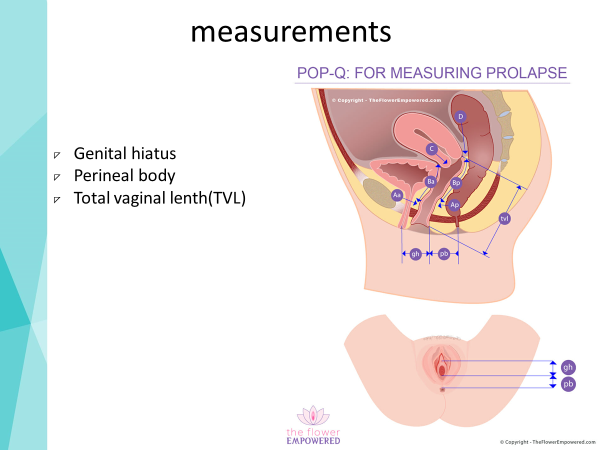 measurements
POP-Q: FOR MEASURING PROLAPSE
© Copyright - TheFlowerEmpowered.com
Genital hiatus
Perineal body
Total vaginal lenth(TVL)
D
C
Ba
Bp
Aa
Ap
tvl
gh
pb
gh
pb
the flower
EMPOWERED
© Copyright - TheFlowerEmpowered.com